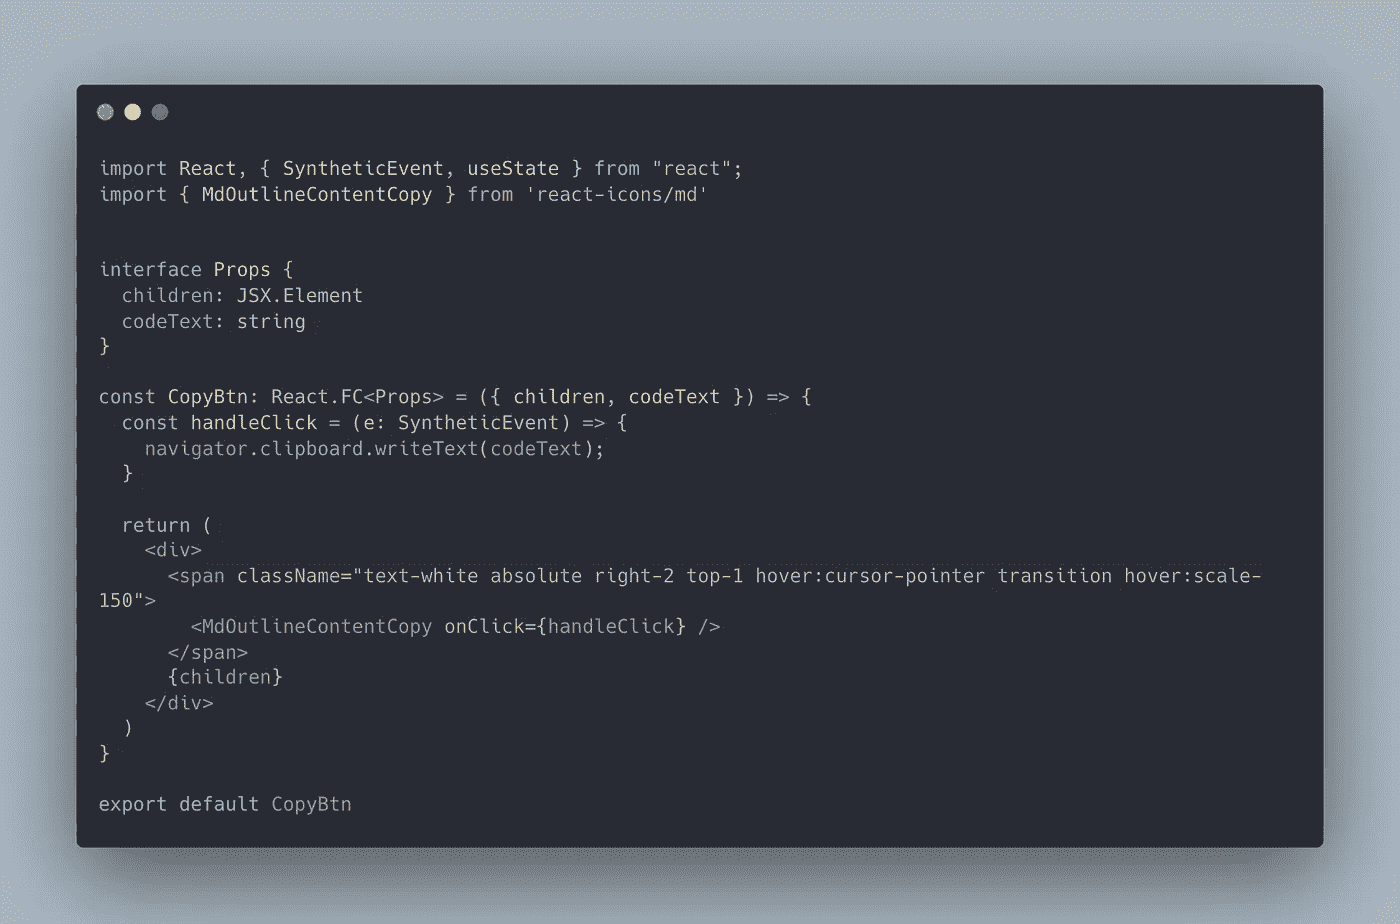 import React, { SyntheticEvent, useState } from "react";
import { MdOutlineContentCopy } from 'react-icons/md'
interface Props {
  children: JSX.Element
  codeText: string
}
const CopyBtn: React.FC<Props> = ({ children, codeText }) => {
  const handleClick = (e: SyntheticEvent) => {
    navigator.clipboard.writeText(codeText);
  }
  return (
    <div>
      <span className="text-white absolute right-2 top-1 hover:cursor-pointer transition hover:scale-
150">
        <MdOutlineContentCopy onClick={handleClick} />
      </span>
      {children}
    </div>
  )
}
export default CopyBtn